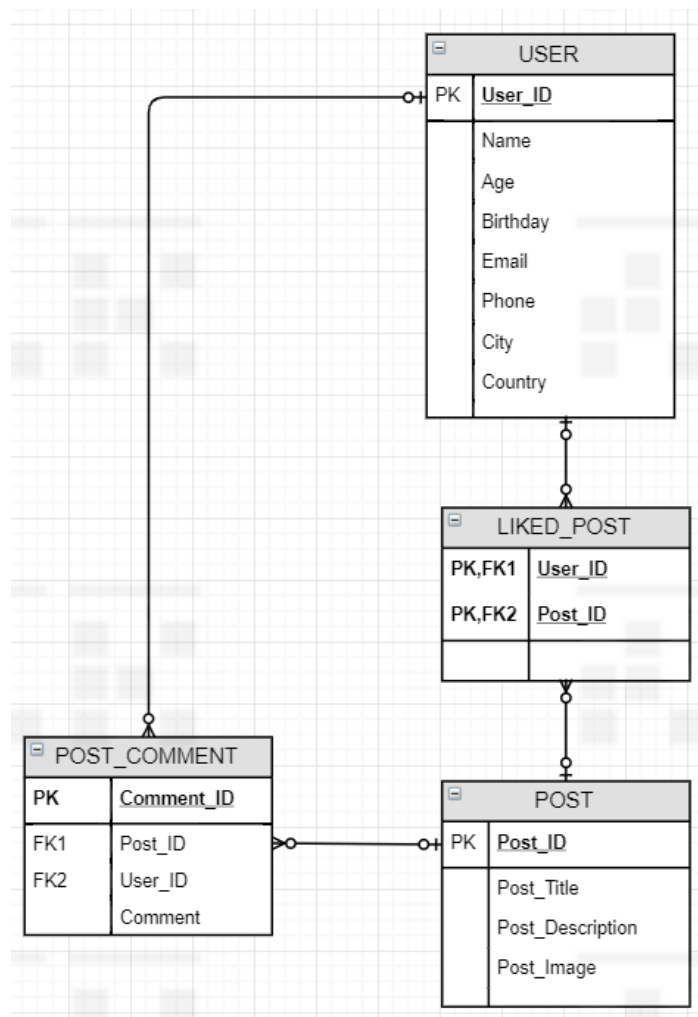 USER
PK User_ID
Name
Age
Birthday
Email
Phone
City
Country
LIKED_POST
PK,FK1 User_ID
PK,FK2 Post_ID
POST_COMMENT
PK Comment_ID
FK1 Post_ID
FK2 User_ID
Comment
POST
PK Post_ID
Post_Title
Post_Description
Post_Image